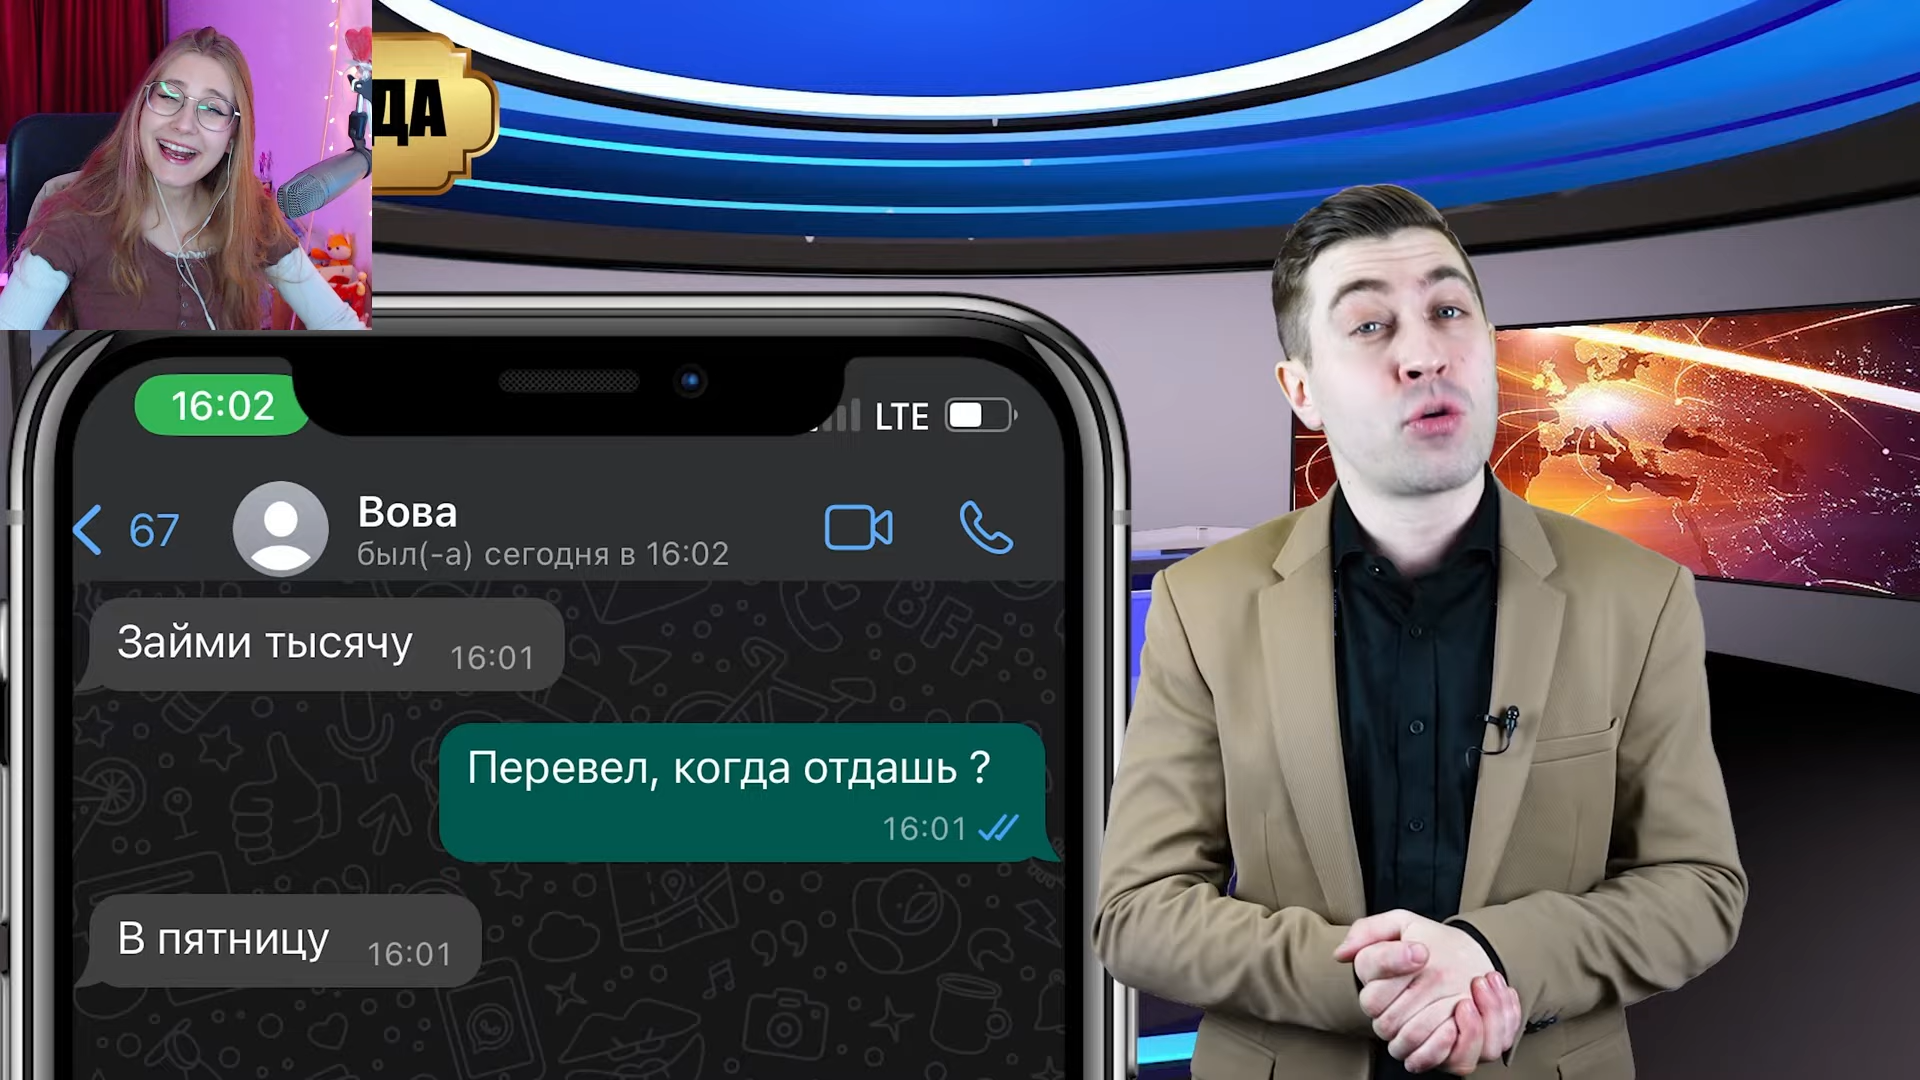 ДА
16:02
LTE
67
Вова
был(-а) сегодня в 16:02
Займи тысячу 16:01
Перевел, когда отдашь ?
16:01
В пятницу 16:01